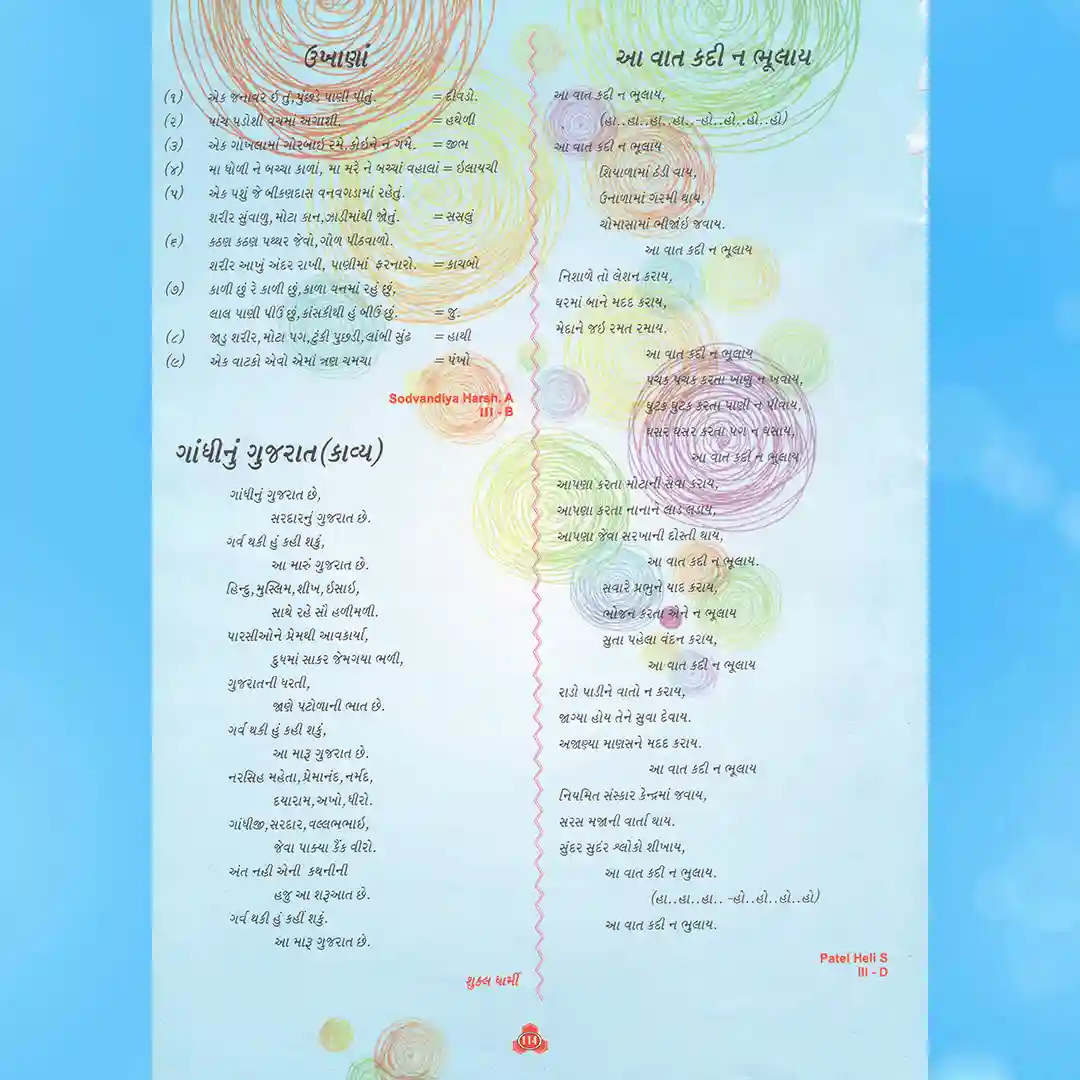 ઉખાણાં
(૧) એક જનાવર ઈ તું,પુંછડે પાણી પીતું. = દીવડો.
(૨) પાંચ પડોશી વચમાં અગાશી. = હથેળી
(૩) એક ગોખલામાં ગોરબાઇ રમે, કોઇને ન ગમે. = જીભ
(૪) મા ધોળી ને બચ્ચા કાળાં, મા મરે ને બચ્ચાં વહાલાં = ઇલાયચી
(૫) એક પશું જે બીકણદાસ વનવગડામાં રહેતું.
શરીર સુંવાળુ,મોટા કાન,ઝાડીમાંથી જોતું. = સસલું
(૬) કઠણ કઠણ પથ્થર જેવો,ગોળ પીઠવાળો.
શરીર આખું અંદર રાખી, પાણીમાં ફરનારો. = કાચબો
(૭) કાળી છું રે કાળી છું,કાળા વનમાં રહું છું,
લાલ પાણી પીઉં છું,કાંસકીથી હું બીઉં છું. = જુ.
(૮) જાડુ શરીર,મોટા પગ,ટુંકી પુછડી,લાંબી સુંઢ = હાથી
(૯) એક વાટકો એવો એમાં ત્રણ ચમચા = પંખો
Sodvandiya Harsh. A
III - B
ગાંધીનું ગુજરાત(કાવ્ય)
ગાંધીનું ગુજરાત છે,
સરદારનું ગુજરાત છે.
ગર્વ થકી હું કહી શકું,
આ મારું ગુજરાત છે.
હિન્દુ,મુસ્લિમ,શીખ,ઇસાઇ,
સાથે રહે સૌ હળીમળી.
પારસીઓને પ્રેમથી આવકાર્યા,
દુધમાં સાકર જેમગયા ભળી,
ગુજરાતની ધરતી,
જાણે પટોળાની ભાત છે.
ગર્વ થકી હું કહી શકું,
આ મારૂ ગુજરાત છે.
નરસિંહ મહેતા,પ્રેમાનંદ,નર્મદ,
દયારામ,અખો,ધીરો.
ગાંધીજી,સરદાર,વલ્લભભાઇ,
જેવા પાક્યા કૈંક વીરો.
અંત નહી એની કથનીની
હજુ આ શરૂઆત છે.
ગર્વ થકી હું કહીં શકું.
આ મારૂ ગુજરાત છે.
શુકલ ધાર્મી
આ વાત કદી ન ભૂલાય
આ વાત કદી ન ભૂલાય,
(હા..હા..હા..હા..-હો..હો..હો..હો)
આ વાત કદી ન ભૂલાય
શિયાળામાં ઠંડી વાય,
ઉનાળામાં ગરમી થાય,
ચોમાસામાં ભીજાંઇ જવાય.
આ વાત કદી ન ભૂલાય
નિશાળે તો લેશન કરાય,
ઘરમાં બાને મદદ કરાય,
મેદાને જઇ રમત રમાય.
આ વાત કદી ન ભૂલાય
પચક પચક કરતા ખાણુ ન ખવાય,
ઘુટક ઘુટક કરતા પાણી ન પીવાય,
ઘસર ઘસર કરતા પગ ન ઘસાય,
આ વાત કદી ન ભૂલાય
આપણા કરતા મોટાની સેવા કરાય,
આપણા કરતા નાનાને લાડ લડાય,
આપણા જેવા સરખાની દોસ્તી થાય,
આ વાત કદી ન ભૂલાય.
સવારે પ્રભુને યાદ કરાય,
ભોજન કરતા એને ન ભૂલાય
સુતા પહેલા વંદન કરાય,
આ વાત કદી ન ભૂલાય
રાડો પાડીને વાતો ન કરાય,
જાગ્યા હોય તેને સુવા દેવાય.
અજાણ્યા માણસને મદદ કરાય.
આ વાત કદી ન ભૂલાય
નિયમિત સંસ્કાર કેન્દ્રમાં જવાય,
સરસ મજાની વાર્તા થાય.
સુંદર સુદંર શ્લોકો શીખાય,
આ વાત કદી ન ભુલાય.
(હા..હા..હા.. -હો..હો..હો..હો)
આ વાત કદી ન ભુલાય.
Patel Heli S
III - D
114